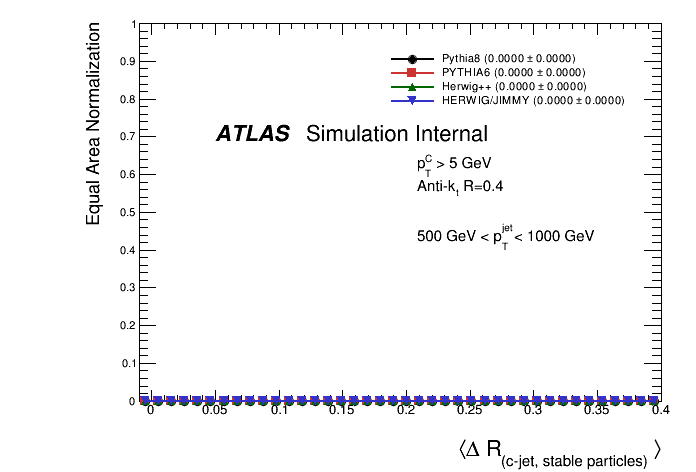 Equal Area Normalization
1
0.9
0.8
0.7
0.6
0.5
0.4
0.3
0.2
0.1
0
Pythia8 (0.0000 ± 0.0000)
PYTHIA6 (0.0000 ± 0.0000)
Herwig++ (0.0000 ± 0.0000)
HERWIG/JIMMY (0.0000 ± 0.0000)
ATLAS Simulation Internal
p_T^C > 5 GeV
Anti-k_t R=0.4
500 GeV < p_T^jet < 1000 GeV
0 0.05 0.1 0.15 0.2 0.25 0.3 0.35 0.4
⟨Δ R_(c-jet, stable particles)⟩